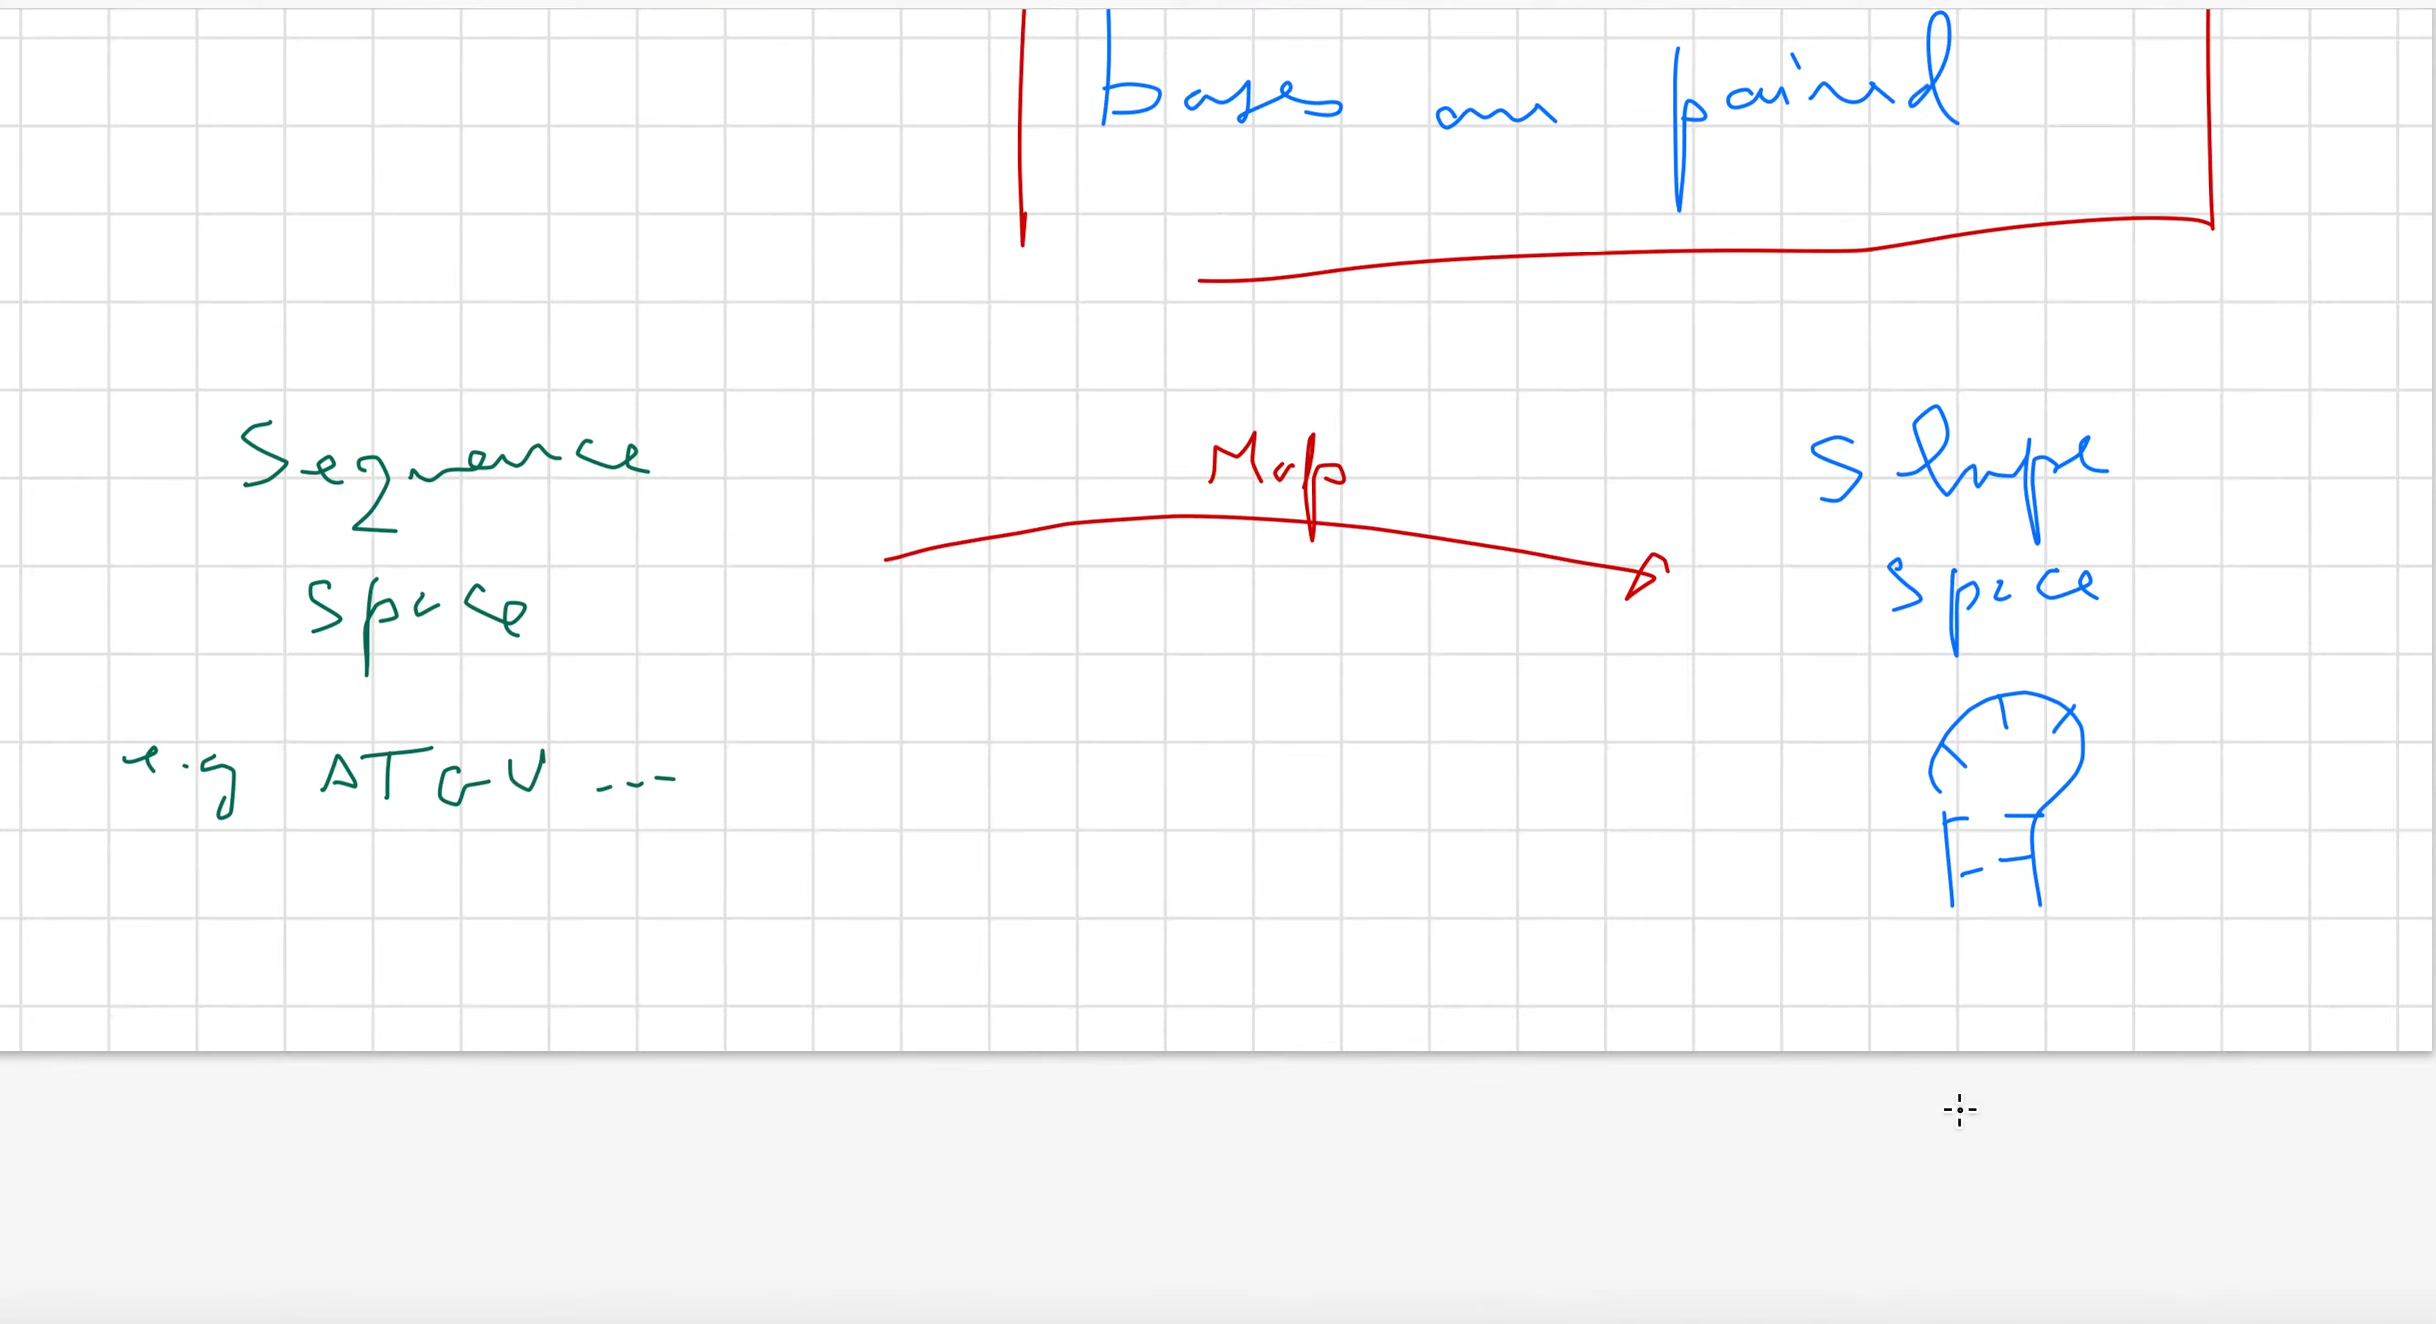 bases are paired
Sequence
Space
Map
Shape
Space
e.g ATGU ---